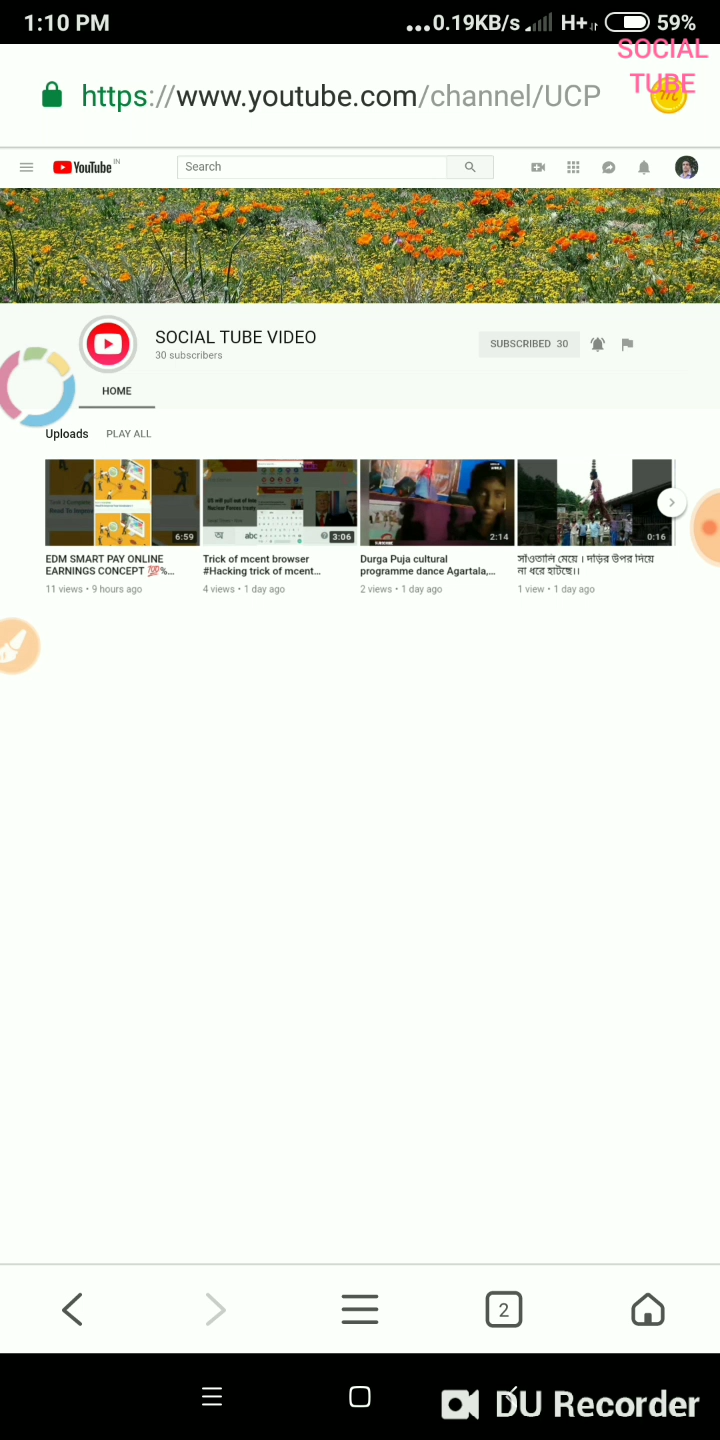 1:10 PM ...0.19KB/s H+ 59%
SOCIAL
TUBE
https://www.youtube.com/channel/UCP
YouTube IN Search
SOCIAL TUBE VIDEO
30 subscribers
SUBSCRIBED 30
HOME
Uploads PLAY ALL
6:59
3:06
2:14
0:16
EDM SMART PAY ONLINE
EARNINGS CONCEPT 💯%...
11 views • 9 hours ago
Trick of mcent browser
#Hacking trick of mcent...
4 views • 1 day ago
Durga Puja cultural
programme dance Agartala,...
2 views • 1 day ago
সাঁওতালি মেয়ে । দড়ির উপর দিয়ে
না ধরে হাটছে।।
1 view • 1 day ago
2
DU Recorder